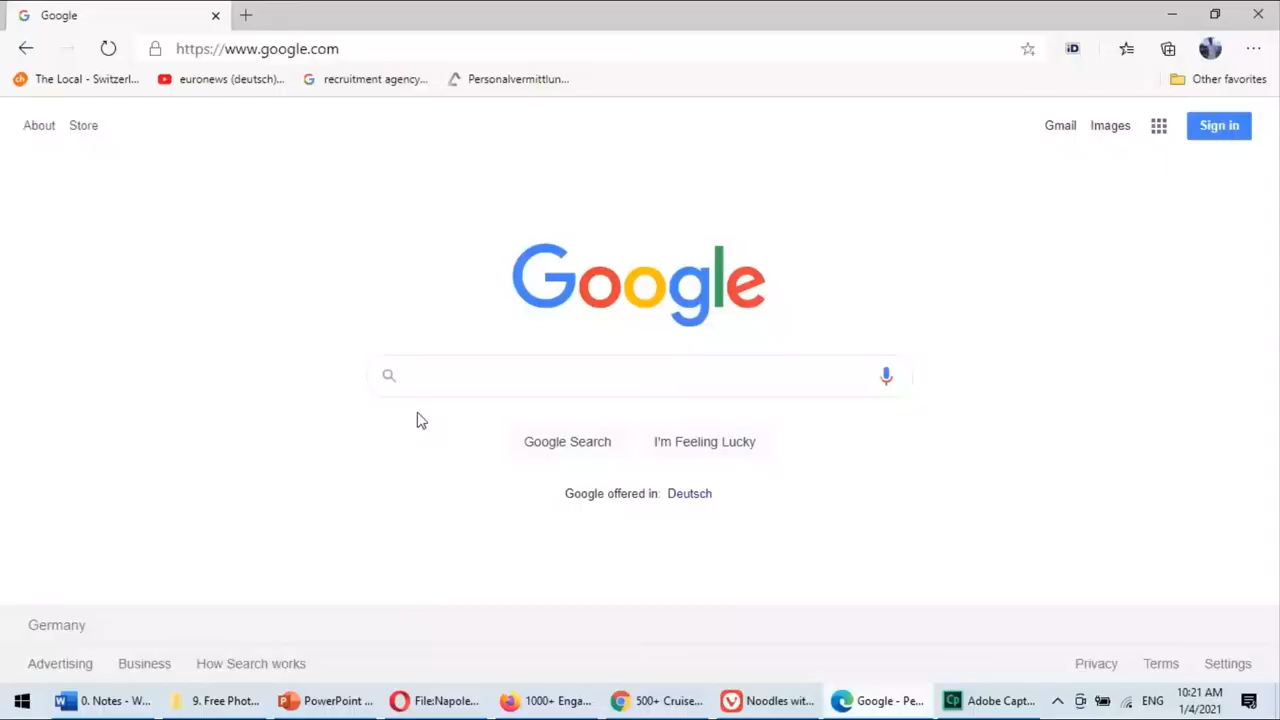 Google
https://www.google.com
The Local - Switzerl...
euronews (deutsch)...
recruitment agency...
Personalvermittlun...
Other favorites
About
Store
Gmail
Images
Sign in
Google
Google Search
I'm Feeling Lucky
Google offered in: Deutsch
Germany
Advertising
Business
How Search works
Privacy
Terms
Settings
0. Notes - W...
9. Free Phot...
PowerPoint ...
File:Napole...
1000+ Enga...
500+ Cruise...
Noodles wit...
Google - Pe...
Adobe Capt...
ENG
10:21 AM
1/4/2021